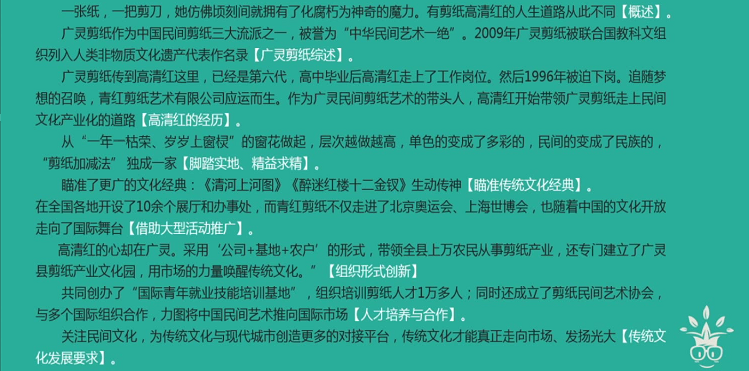 一张纸，一把剪刀，她仿佛顷刻间就拥有了化腐朽为神奇的魔力。有剪纸高清红的人生道路从此不同【概述】。
广灵剪纸作为中国民间剪纸三大流派之一，被誉为“中华民间艺术一绝”。2009年广灵剪纸被联合国教科文组
织列入人类非物质文化遗产代表作名录【广灵剪纸综述】。
广灵剪纸传到高清红这里，已经是第六代，高中毕业后高清红走上了工作岗位。然后1996年被迫下岗。追随梦
想的召唤，青红剪纸艺术有限公司应运而生。作为广灵民间剪纸艺术的带头人，高清红开始带领广灵剪纸走上民间
文化产业化的道路【高清红的经历】。
从“一年一枯荣、岁岁上窗棂”的窗花做起，层次越做越高，单色的变成了多彩的，民间的变成了民族的，
“剪纸加减法” 独成一家【脚踏实地、精益求精】。
瞄准了更广的文化经典：《清河上河图》《醉迷红楼十二金钗》生动传神【瞄准传统文化经典】。
在全国各地开设了10余个展厅和办事处，而青红剪纸不仅走进了北京奥运会、上海世博会，也随着中国的文化开放
走向了国际舞台【借助大型活动推广】。
高清红的心却在广灵。采用‘公司+基地+农户’的形式，带领全县上万农民从事剪纸产业，还专门建立了广灵
县剪纸产业文化园，用市场的力量唤醒传统文化。”【组织形式创新】
共同创办了“国际青年就业技能培训基地”，组织培训剪纸人才1万多人；同时还成立了剪纸民间艺术协会，
与多个国际组织合作，力图将中国民间艺术推向国际市场【人才培养与合作】。
关注民间文化，为传统文化与现代城市创造更多的对接平台，传统文化才能真正走向市场、发扬光大【传统文
化发展要求】。